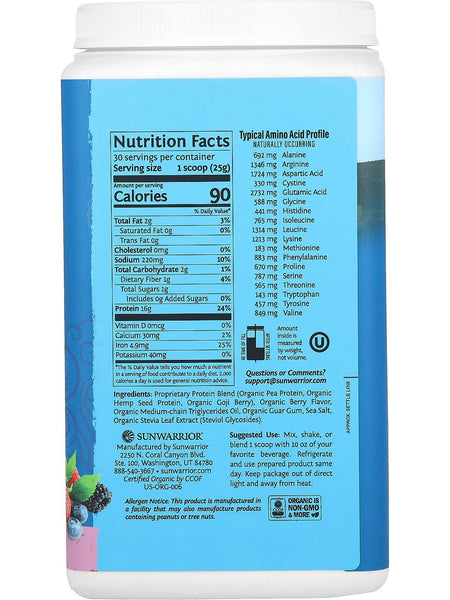 Nutrition Facts
30 servings per container
Serving size 1 scoop (25g)
Amount per serving
Calories 90
% Daily Value*
Total Fat 2g 3%
Saturated Fat 0g 0%
Trans Fat 0g
Cholesterol 0mg 0%
Sodium 220mg 10%
Total Carbohydrate 2g 1%
Dietary Fiber 1g 4%
Total Sugars 1g
Includes 0g Added Sugars 0%
Protein 16g 24%
Vitamin D 0mcg 0%
Calcium 30mg 2%
Iron 4.9mg 25%
Potassium 40mg 0%
*The % Daily Value tells you how much a nutrient
in a serving of food contributes to a daily diet. 2,000
calories a day is used for general nutrition advice.
Typical Amino Acid Profile
NATURALLY OCCURRING
692 mg Alanine
1346 mg Arginine
1724 mg Aspartic Acid
330 mg Cystine
2732 mg Glutamic Acid
588 mg Glycine
441 mg Histidine
765 mg Isoleucine
1314 mg Leucine
1213 mg Lysine
183 mg Methionine
883 mg Phenylalanine
670 mg Proline
787 mg Serine
565 mg Threonine
143 mg Tryptophan
457 mg Tyrosine
849 mg Valine
AFTER SETTLING
Amount
inside is
measured
by weight,
not volume.
U
Questions or Comments?
support@sunwarrior.com
APPROX. SETTLE LINE
Ingredients: Proprietary Protein Blend (Organic Pea Protein, Organic
Hemp Seed Protein, Organic Goji Berry), Organic Berry Flavor,
Organic Medium-chain Triglycerides Oil, Organic Guar Gum, Sea Salt,
Organic Stevia Leaf Extract (Steviol Glycosides).
SUNWARRIOR
Manufactured by Sunwarrior
2250 N. Coral Canyon Blvd.
Ste. 100, Washington, UT 84780
888-540-3667 • sunwarrior.com
Certified Organic by CCOF
US-ORG-006
Suggested Use: Mix, shake, or
blend 1 scoop with 10 oz of your
favorite beverage. Refrigerate
and use prepared product same
day. Keep package out of direct
light and away from heat.
Allergen Notice: This product is manufactured in
a facility that may also manufacture products
containing peanuts or tree nuts.
CCOF
ORGANIC IS
NON-GMO
& MORE